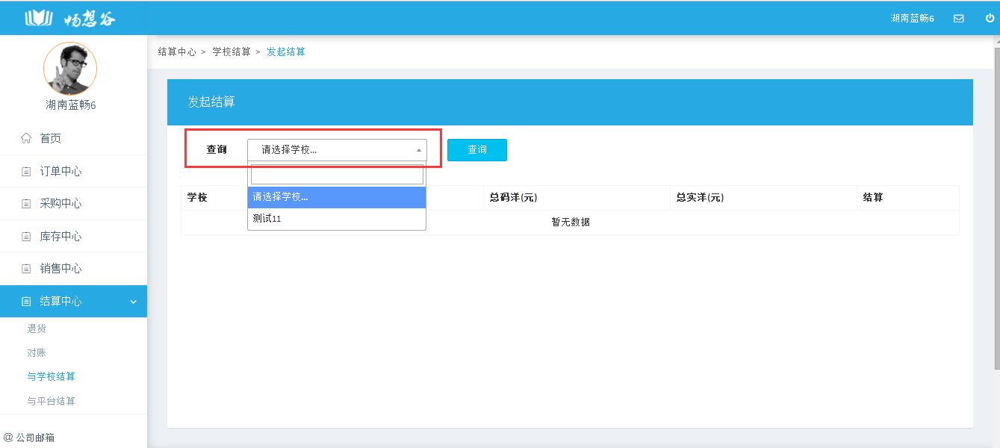 畅想谷
湖南蓝畅6
湖南蓝畅6
首页
订单中心
采购中心
库存中心
销售中心
结算中心
退货
对账
与学校结算
与平台结算
@ 公司邮箱
结算中心 > 学校结算 > 发起结算
发起结算
查询 请选择学校... 查询
请选择学校...
测试11
学校 总码洋(元) 总实洋(元) 结算
暂无数据